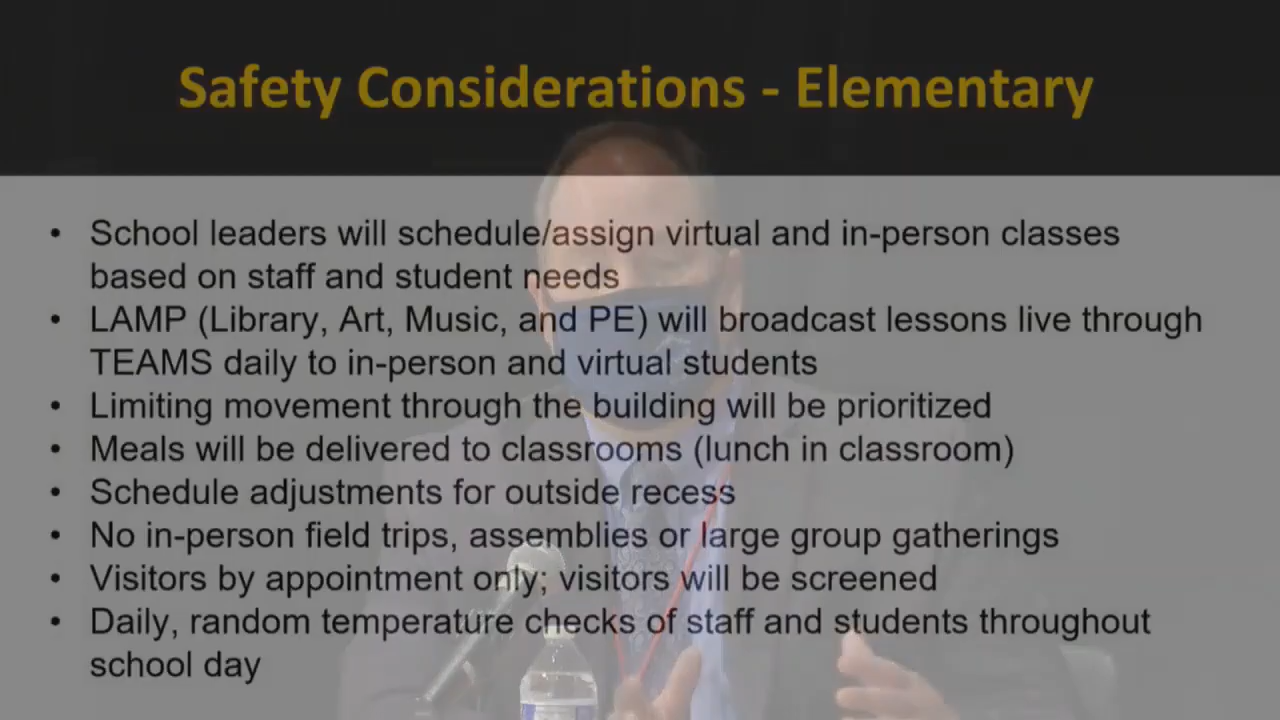 Safety Considerations - Elementary
• School leaders will schedule/assign virtual and in-person classes
based on staff and student needs
• LAMP (Library, Art, Music, and PE) will broadcast lessons live through
TEAMS daily to in-person and virtual students
• Limiting movement through the building will be prioritized
• Meals will be delivered to classrooms (lunch in classroom)
• Schedule adjustments for outside recess
• No in-person field trips, assemblies or large group gatherings
• Visitors by appointment only; visitors will be screened
• Daily, random temperature checks of staff and students throughout
school day